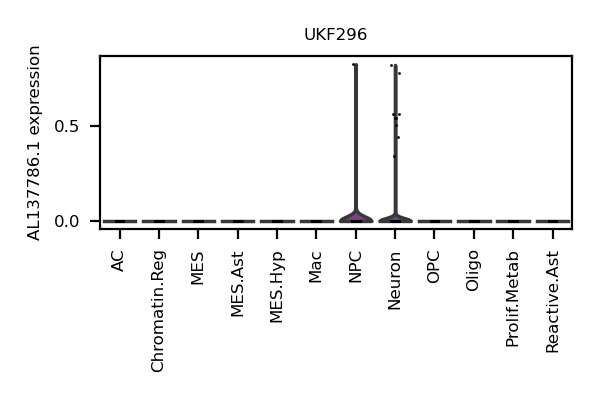 UKF296
AL137786.1 expression
0.5
0.0
AC
Chromatin.Reg
MES
MES.Ast
MES.Hyp
Mac
NPC
Neuron
OPC
Oligo
Prolif.Metab
Reactive.Ast